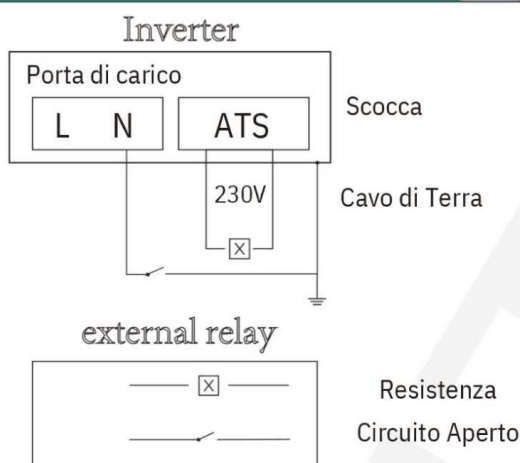 Inverter
Porta di carico
L N ATS
Scocca
230V
Cavo di Terra
X
external relay
X
Resistenza
Circuito Aperto